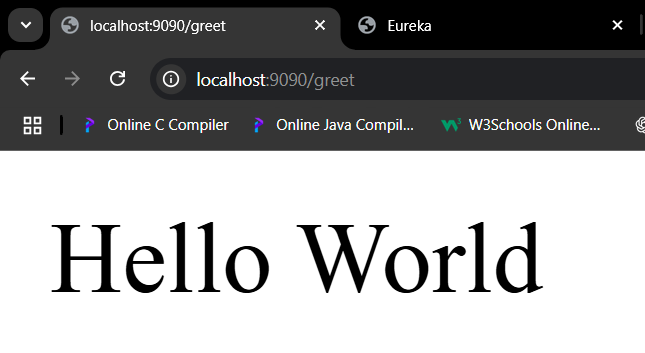 localhost:9090/greet Eureka
localhost:9090/greet
Online C Compiler Online Java Compil... W3Schools Online...
Hello World